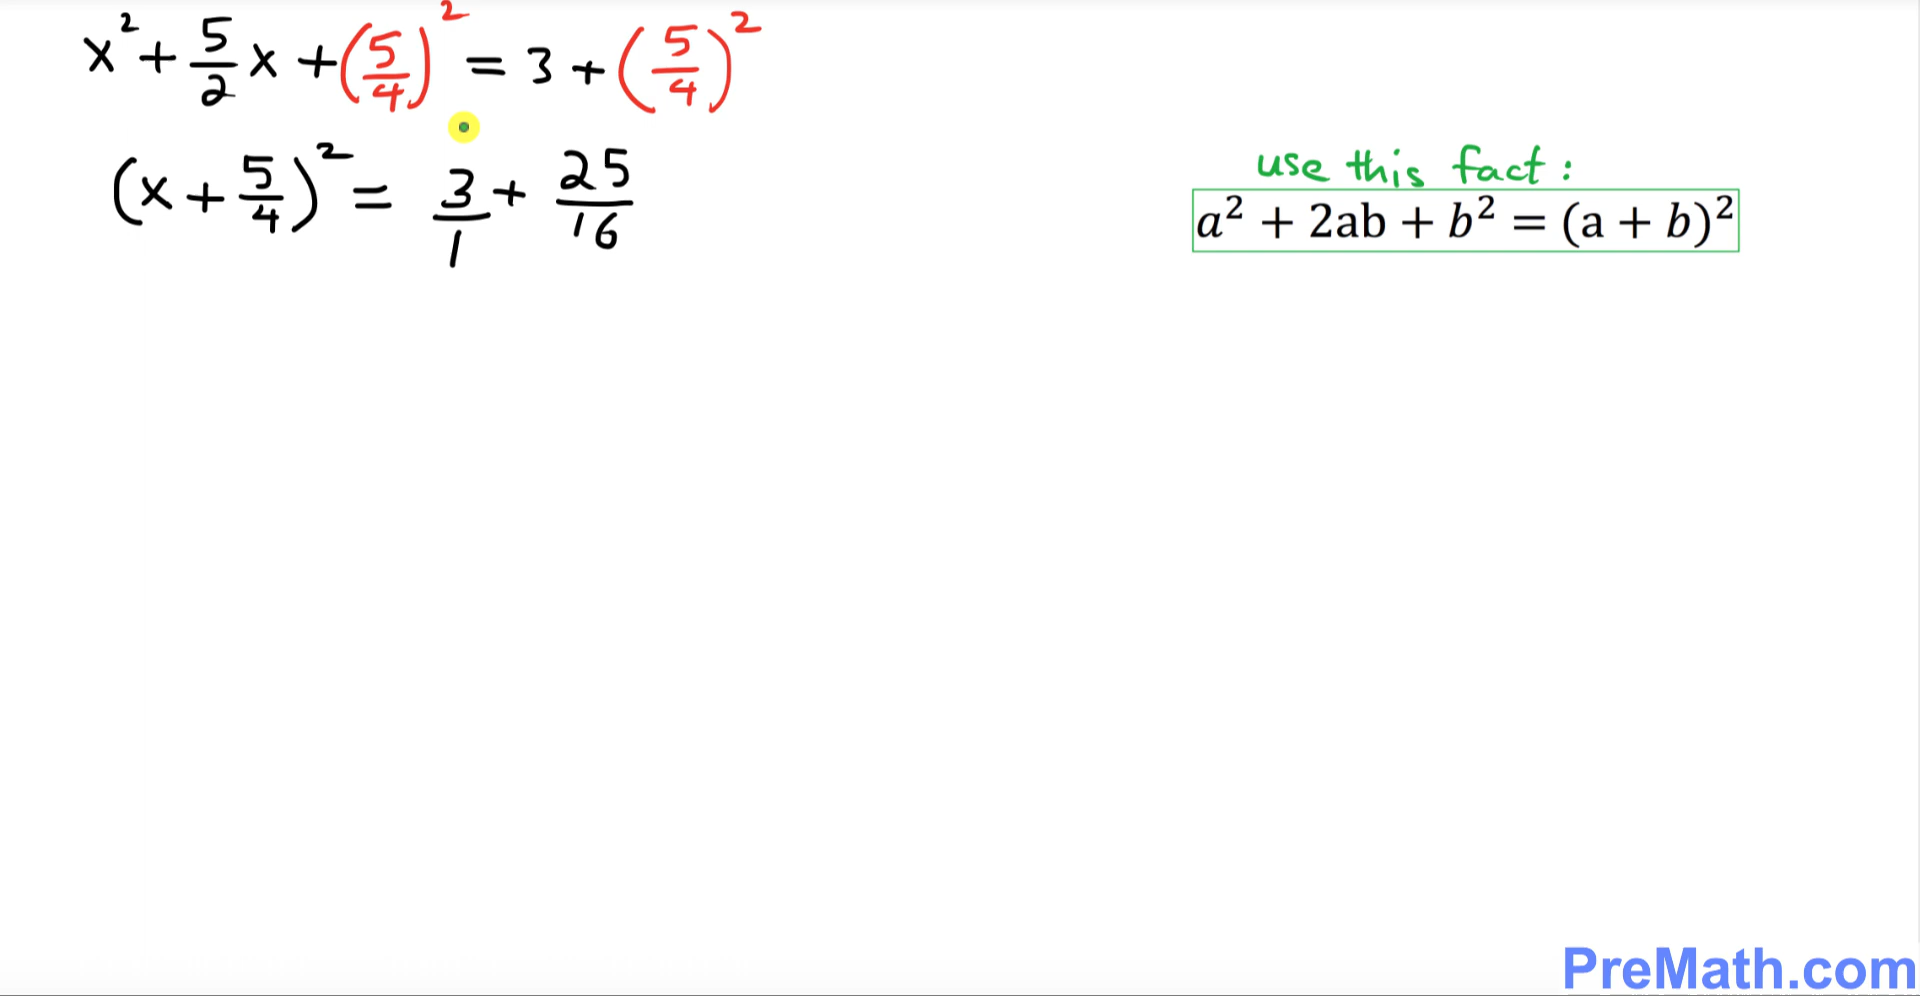 x² + 5/2 x + (5/4)² = 3 + (5/4)²
(x + 5/4)² = 3/1 + 25/16
use this fact:
a² + 2ab + b² = (a + b)²
PreMath.com